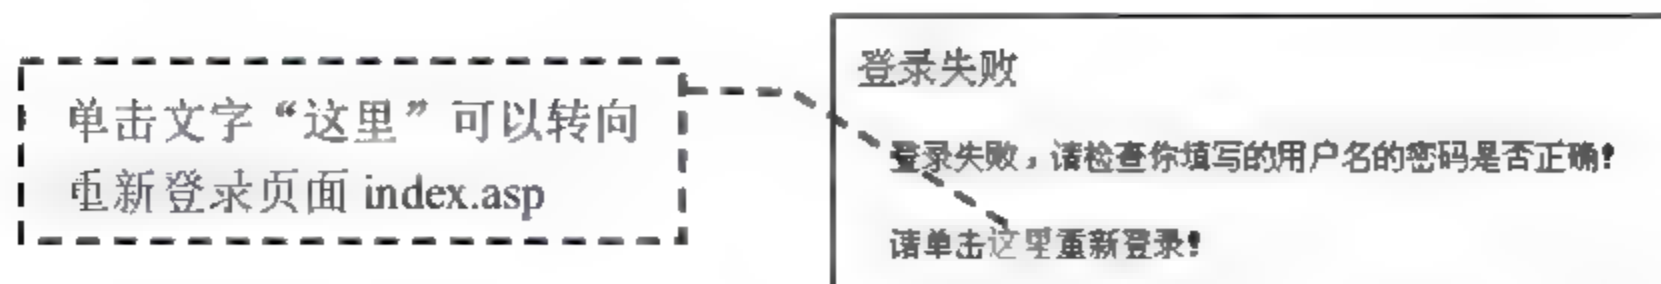 单击文字“这里”可以转向
重新登录页面 index.asp
登录失败
登录失败，请检查你填写的用户名的密码是否正确!
请单击这里重新登录!